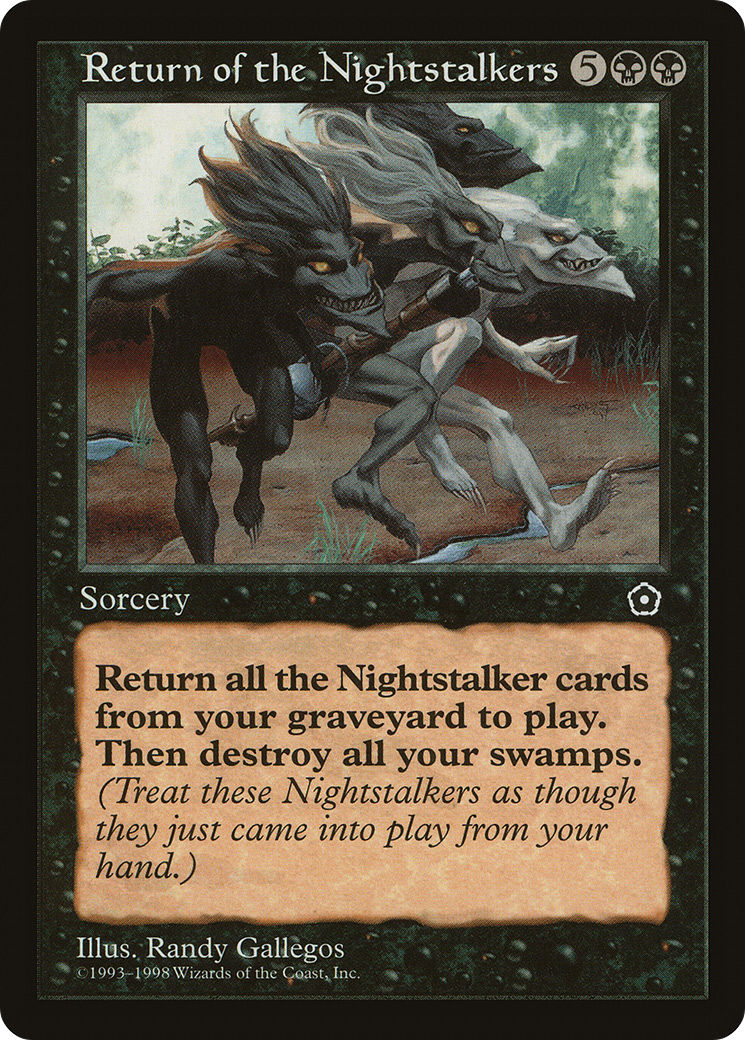 Return of the Nightstalkers 5
Sorcery
Return all the Nightstalker cards
from your graveyard to play.
Then destroy all your swamps.
(Treat these Nightstalkers as though
they just came into play from your
hand.)
Illus. Randy Gallegos
©1993–1998 Wizards of the Coast, Inc.